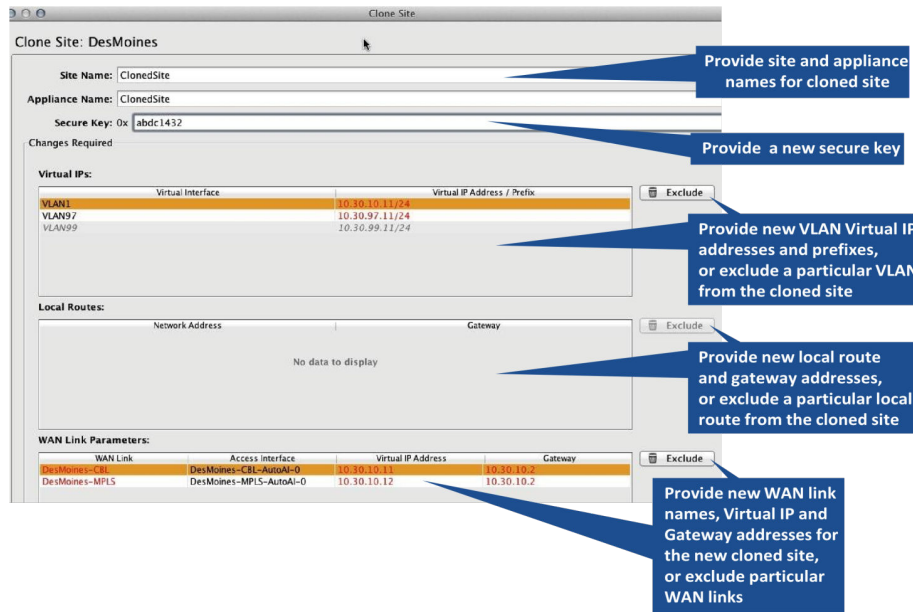 Clone Site
Clone Site: DesMoines
Site Name: ClonedSite
Appliance Name: ClonedSite
Secure Key: 0x abdc1432
Changes Required
Virtual IPs:
Virtual Interface Virtual IP Address / Prefix
VLAN1 10.30.10.11/24
VLAN97 10.30.97.11/24
VLAN99 10.30.99.11/24
Exclude
Local Routes:
Network Address Gateway
No data to display
Exclude
WAN Link Parameters:
WAN Link Access Interface Virtual IP Address Gateway
DesMoines-CBL DesMoines-CBL-AutoAI-0 10.30.10.11 10.30.10.2
DesMoines-MPLS DesMoines-MPLS-AutoAI-0 10.30.10.12 10.30.10.2
Exclude
Provide site and appliance
names for cloned site
Provide a new secure key
Provide new VLAN Virtual IP
addresses and prefixes,
or exclude a particular VLAN
from the cloned site
Provide new local route
and gateway addresses,
or exclude a particular local
route from the cloned site
Provide new WAN link
names, Virtual IP and
Gateway addresses for
the new cloned site,
or exclude particular
WAN links